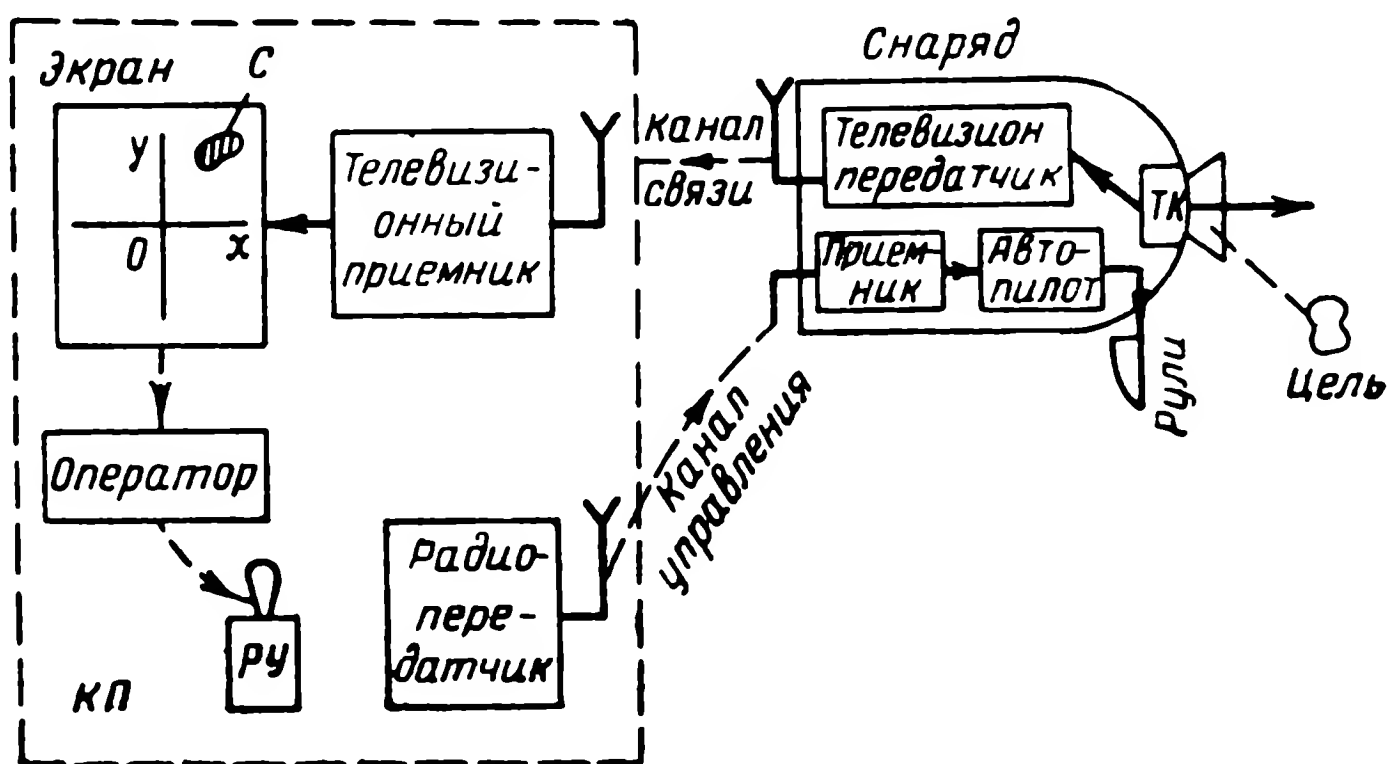 Экран
С
У
0
х
Телевизи-
онный
приемник
Оператор
РУ
КП
Радио-
пере-
датчик
канал
связи
Канал
управления
Снаряд
Телевизион
передатчик
ТК
Прием-
ник
Авто-
пилот
Рули
Цель